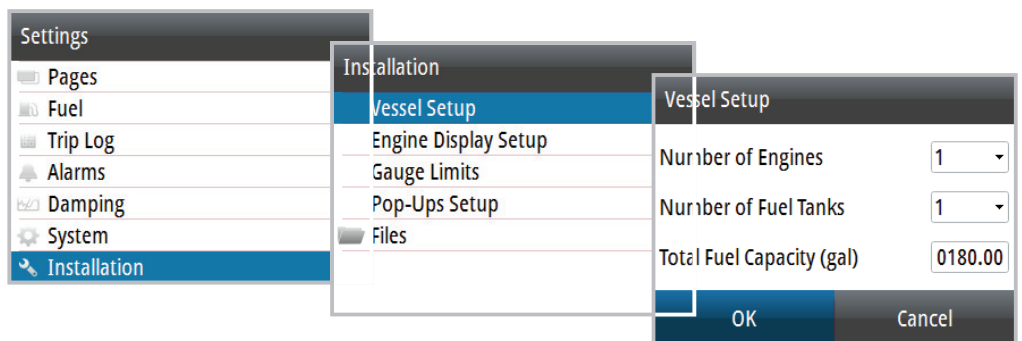 Settings
Pages
Fuel
Trip Log
Alarms
Damping
System
Installation
Installation
Vessel Setup
Engine Display Setup
Gauge Limits
Pop-Ups Setup
Files
Vessel Setup
Number of Engines 1
Number of Fuel Tanks 1
Total Fuel Capacity (gal) 0180.00
OK Cancel